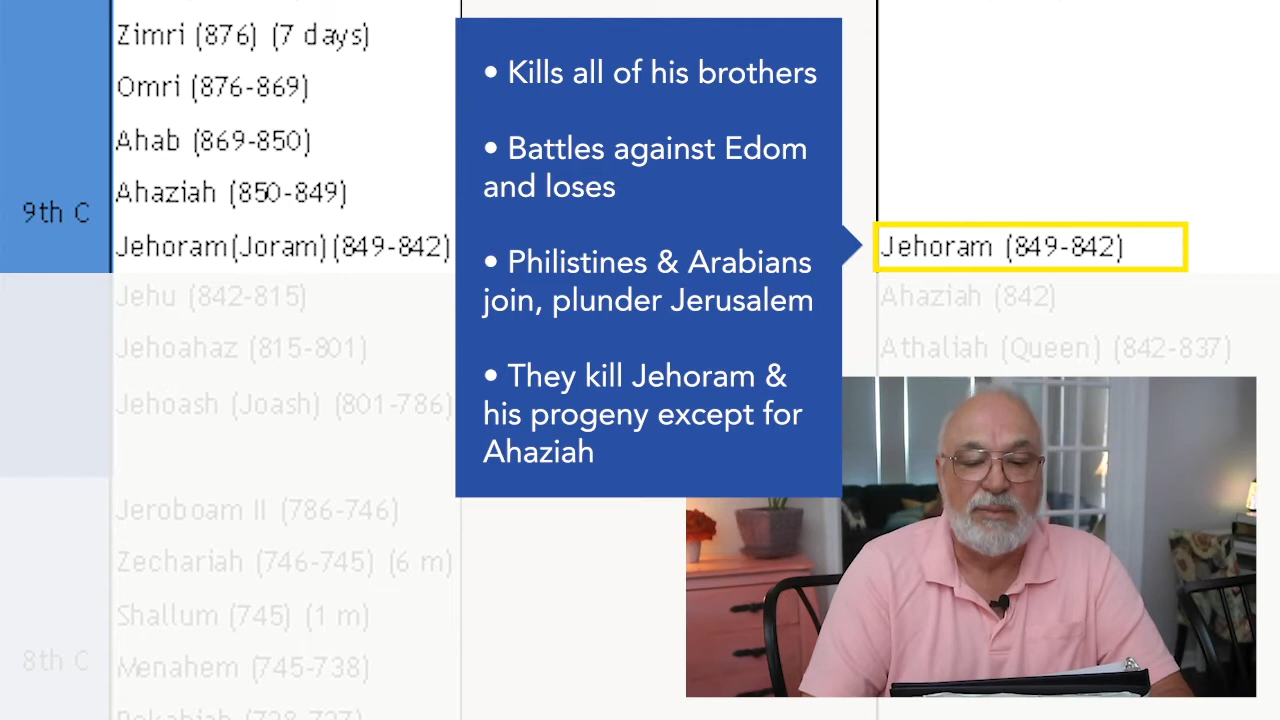 Zimri (876) (7 days)
Omri (876-869)
Ahab (869-850)
Ahaziah (850-849)
9th C
Jehoram(Joram)(849-842)
Jehu (842-815)
Jehoahaz (815-801)
Jehoash (Joash) (801-786)
Jeroboam II (786-746)
Zechariah (746-745) (6 m)
Shallum (745) (1 m)
8th C
Menahem (745-738)
• Kills all of his brothers
• Battles against Edom
and loses
• Philistines & Arabians
join, plunder Jerusalem
• They kill Jehoram &
his progeny except for
Ahaziah
Jehoram (849-842)
Ahaziah (842)
Athaliah (Queen) (842-837)